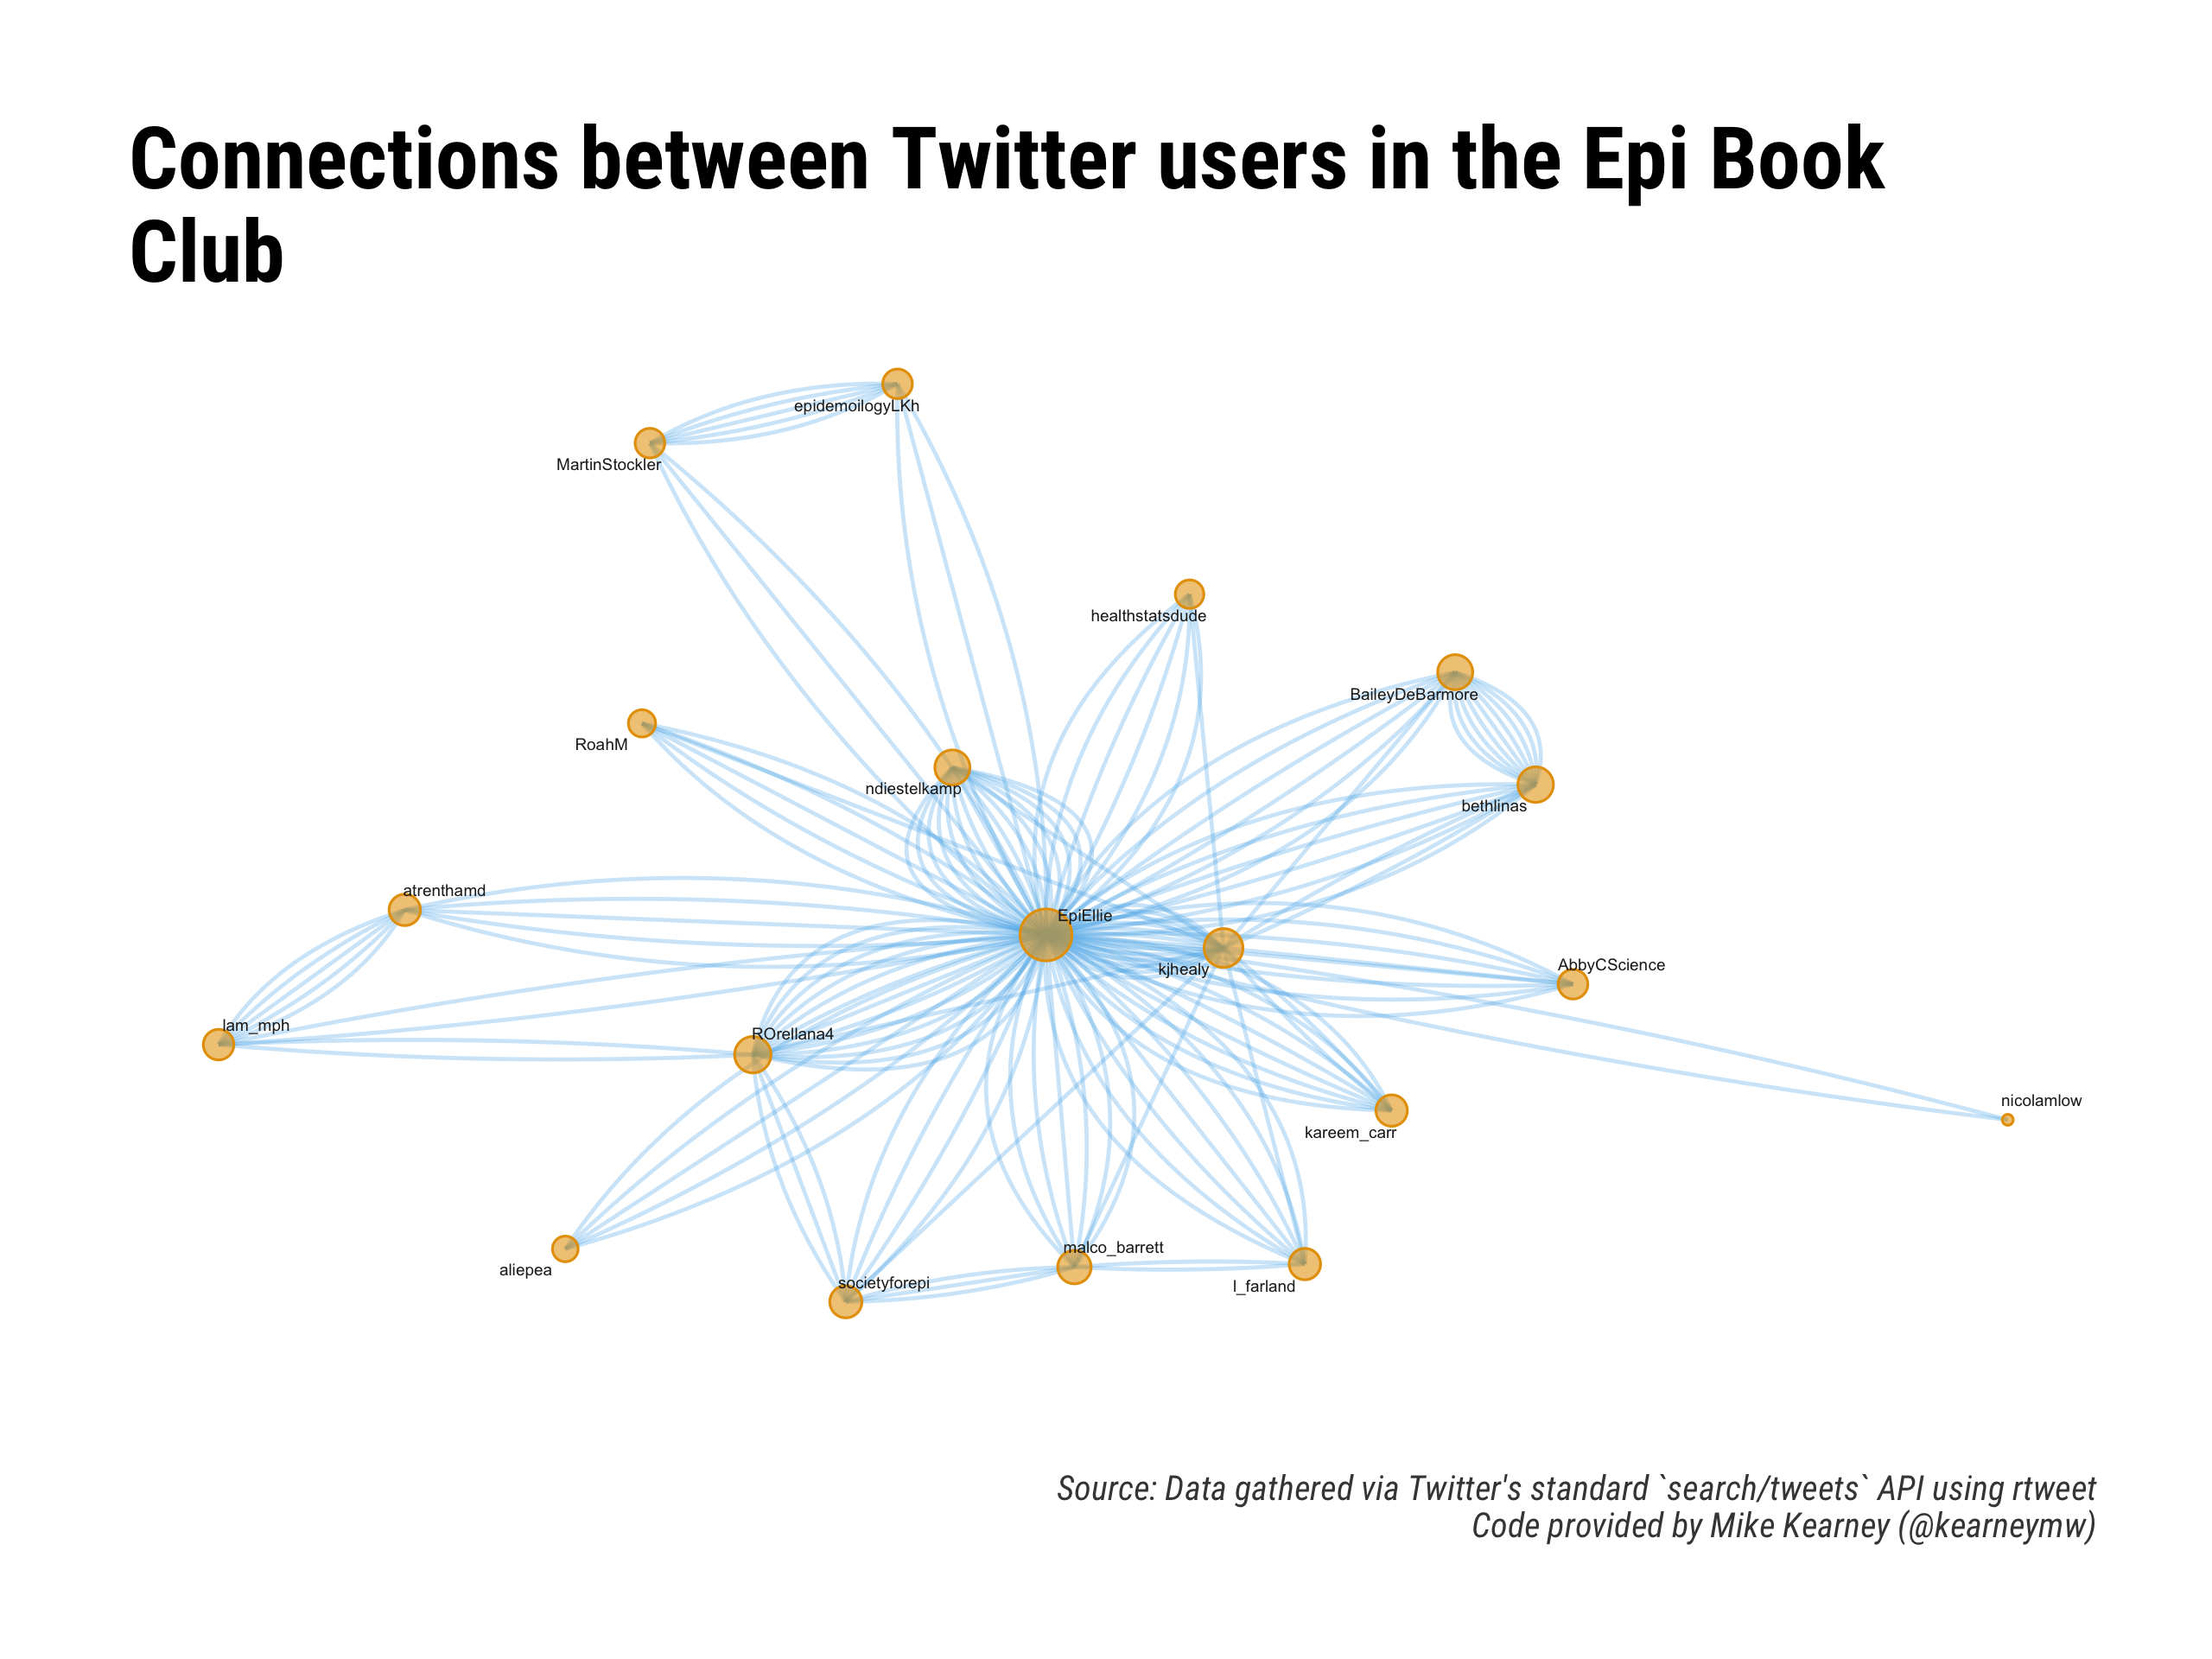 Connections between Twitter users in the Epi Book
Club
epidemoilogyLKh
MartinStockler
healthstatsdude
BaileyDeBarmore
RoahM
ndiestelkamp
bethlinas
atrenthamd
EpiEllie
kjhealy
AbbyCScience
lam_mph
ROrellana4
nicolamlow
kareem_carr
malco_barrett
aliepea
societyforepi
l_farland
Source: Data gathered via Twitter's standard `search/tweets` API using rtweet
Code provided by Mike Kearney (@kearneymw)